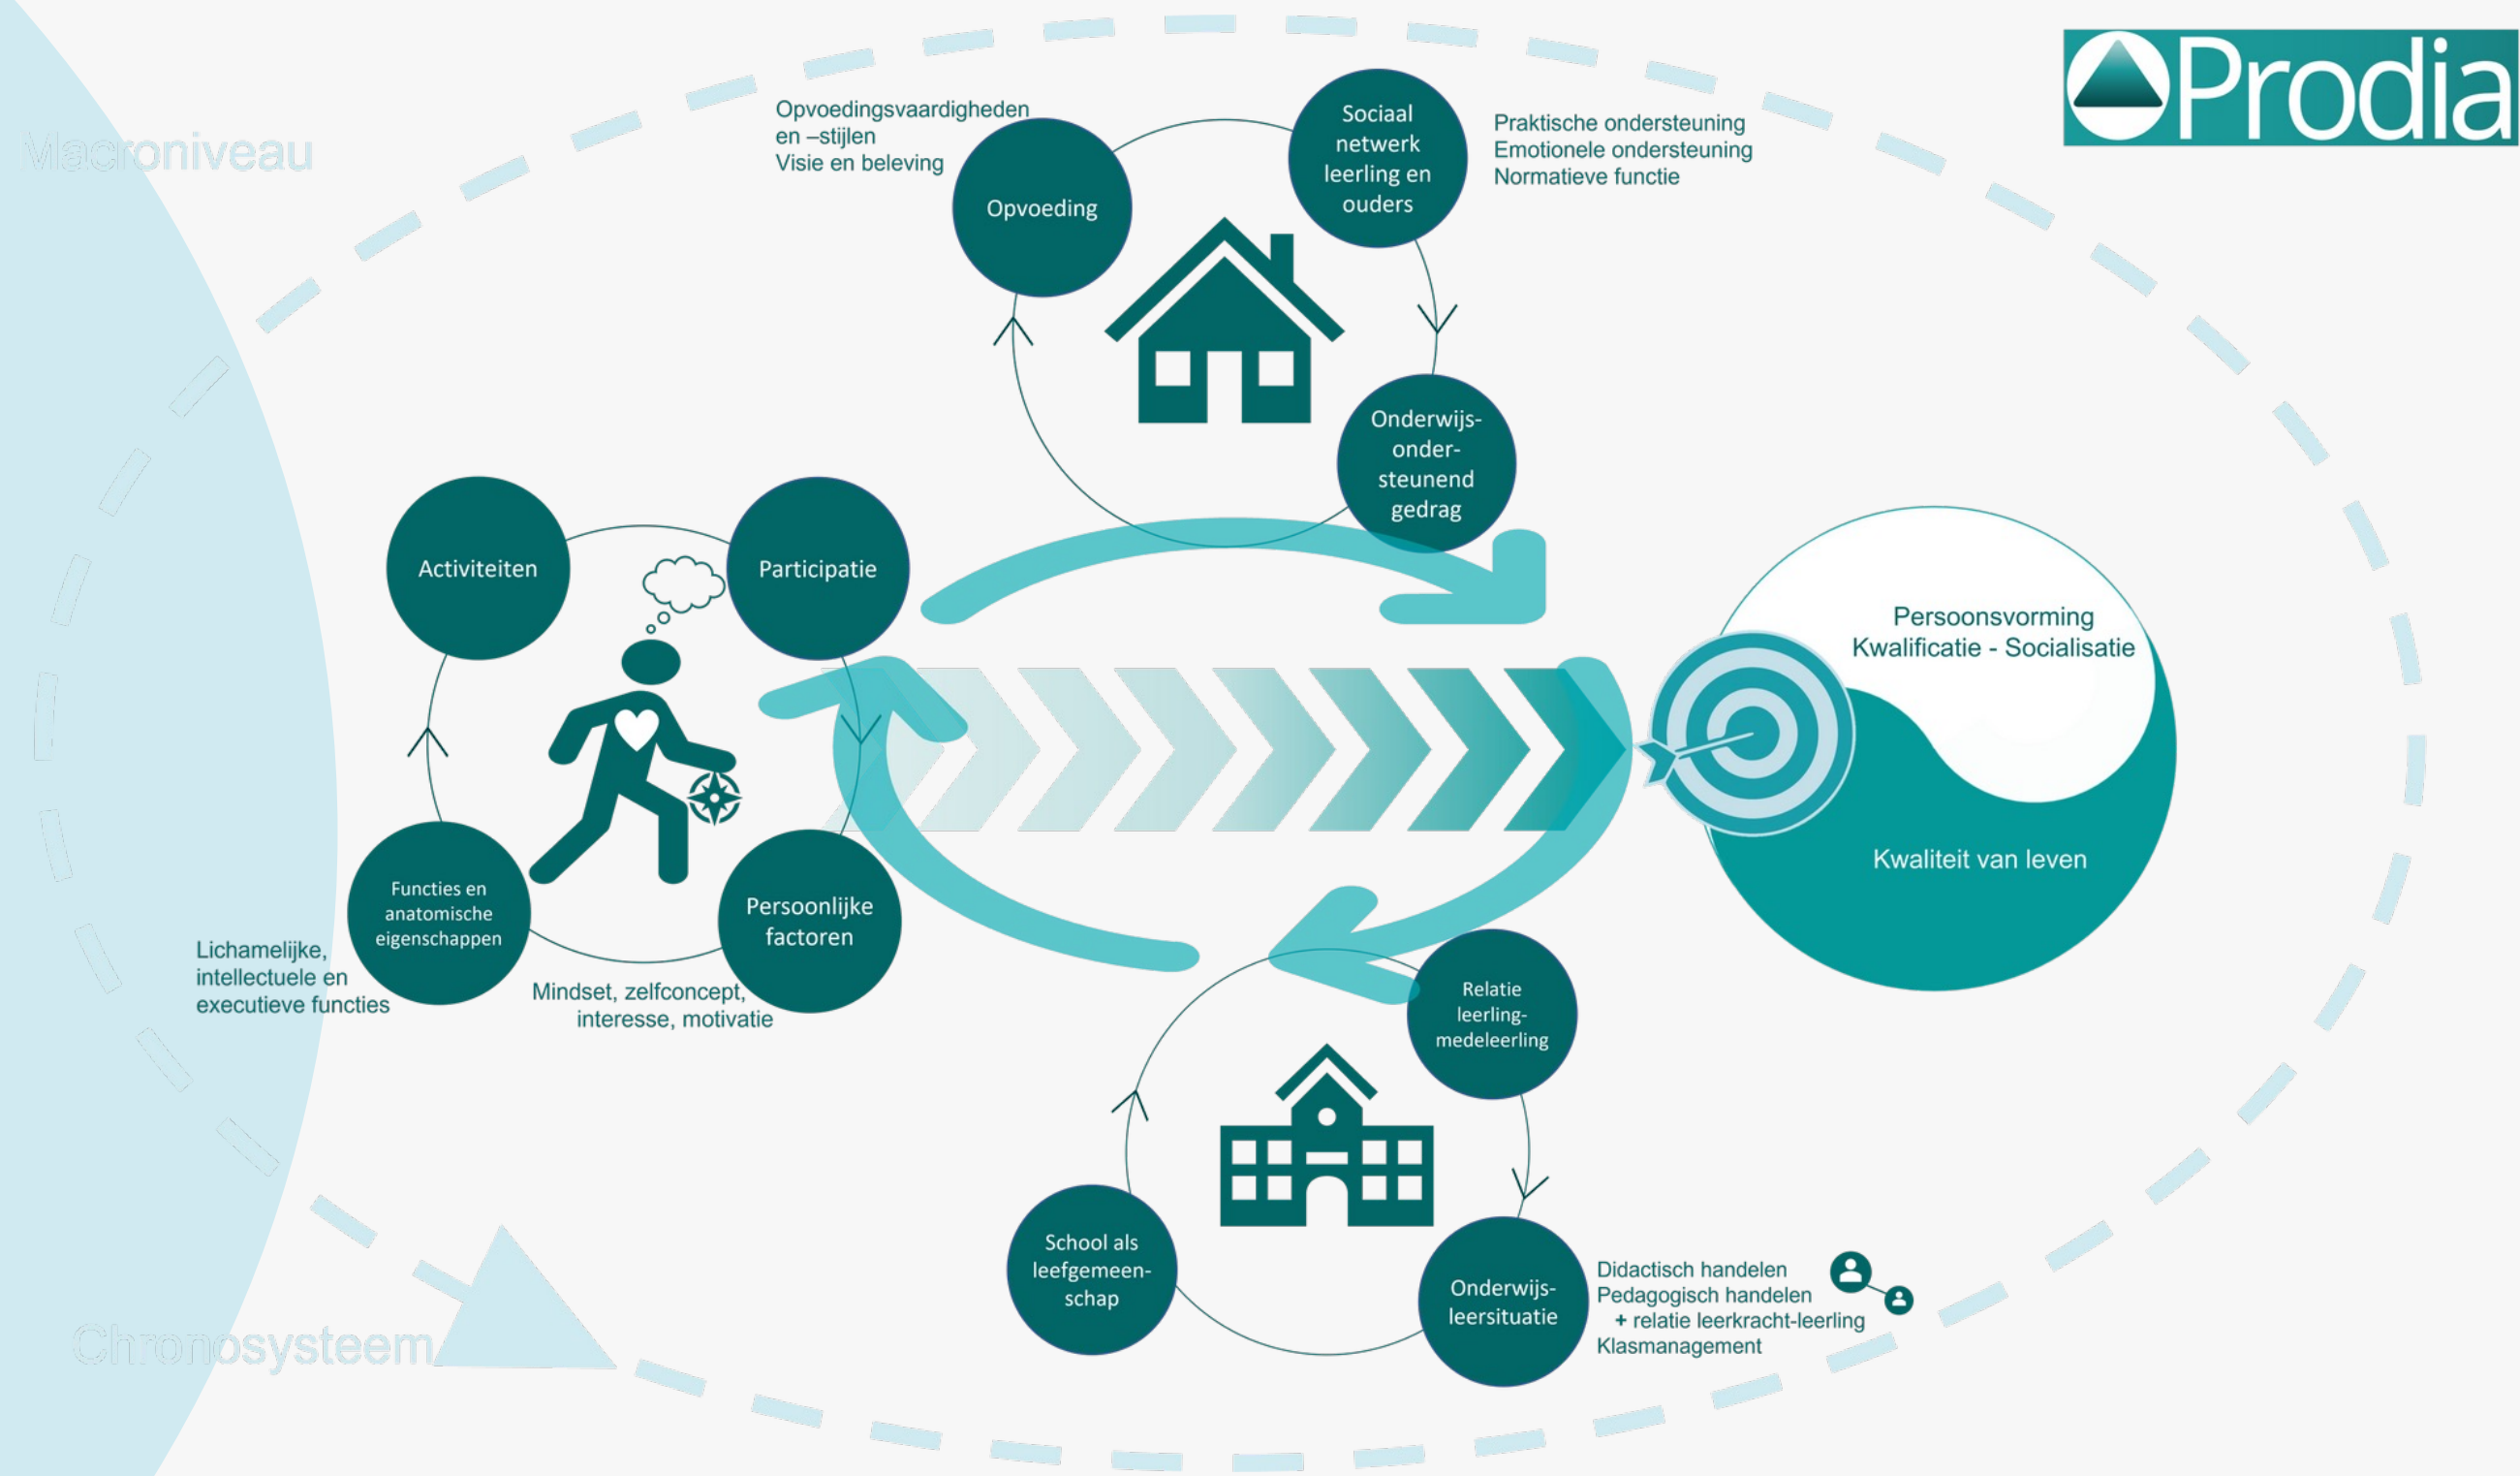 Prodia
Macroniveau
Opvoedingsvaardigheden
en –stijlen
Visie en beleving
Opvoeding
Sociaal
netwerk
leerling en
ouders
Praktische ondersteuning
Emotionele ondersteuning
Normatieve functie
Onderwijs-
onder-
steunend
gedrag
Activiteiten
Participatie
Functies en
anatomische
eigenschappen
Lichamelijke,
intellectuele en
executieve functies
Persoonlijke
factoren
Mindset, zelfconcept,
interesse, motivatie
Persoonsvorming
Kwalificatie - Socialisatie
Kwaliteit van leven
Relatie
leerling-
medeleerling
School als
leefgemeen-
schap
Onderwijs-
leersituatie
Didactisch handelen
Pedagogisch handelen
+ relatie leerkracht-leerling
Klasmanagement
Chronosysteem